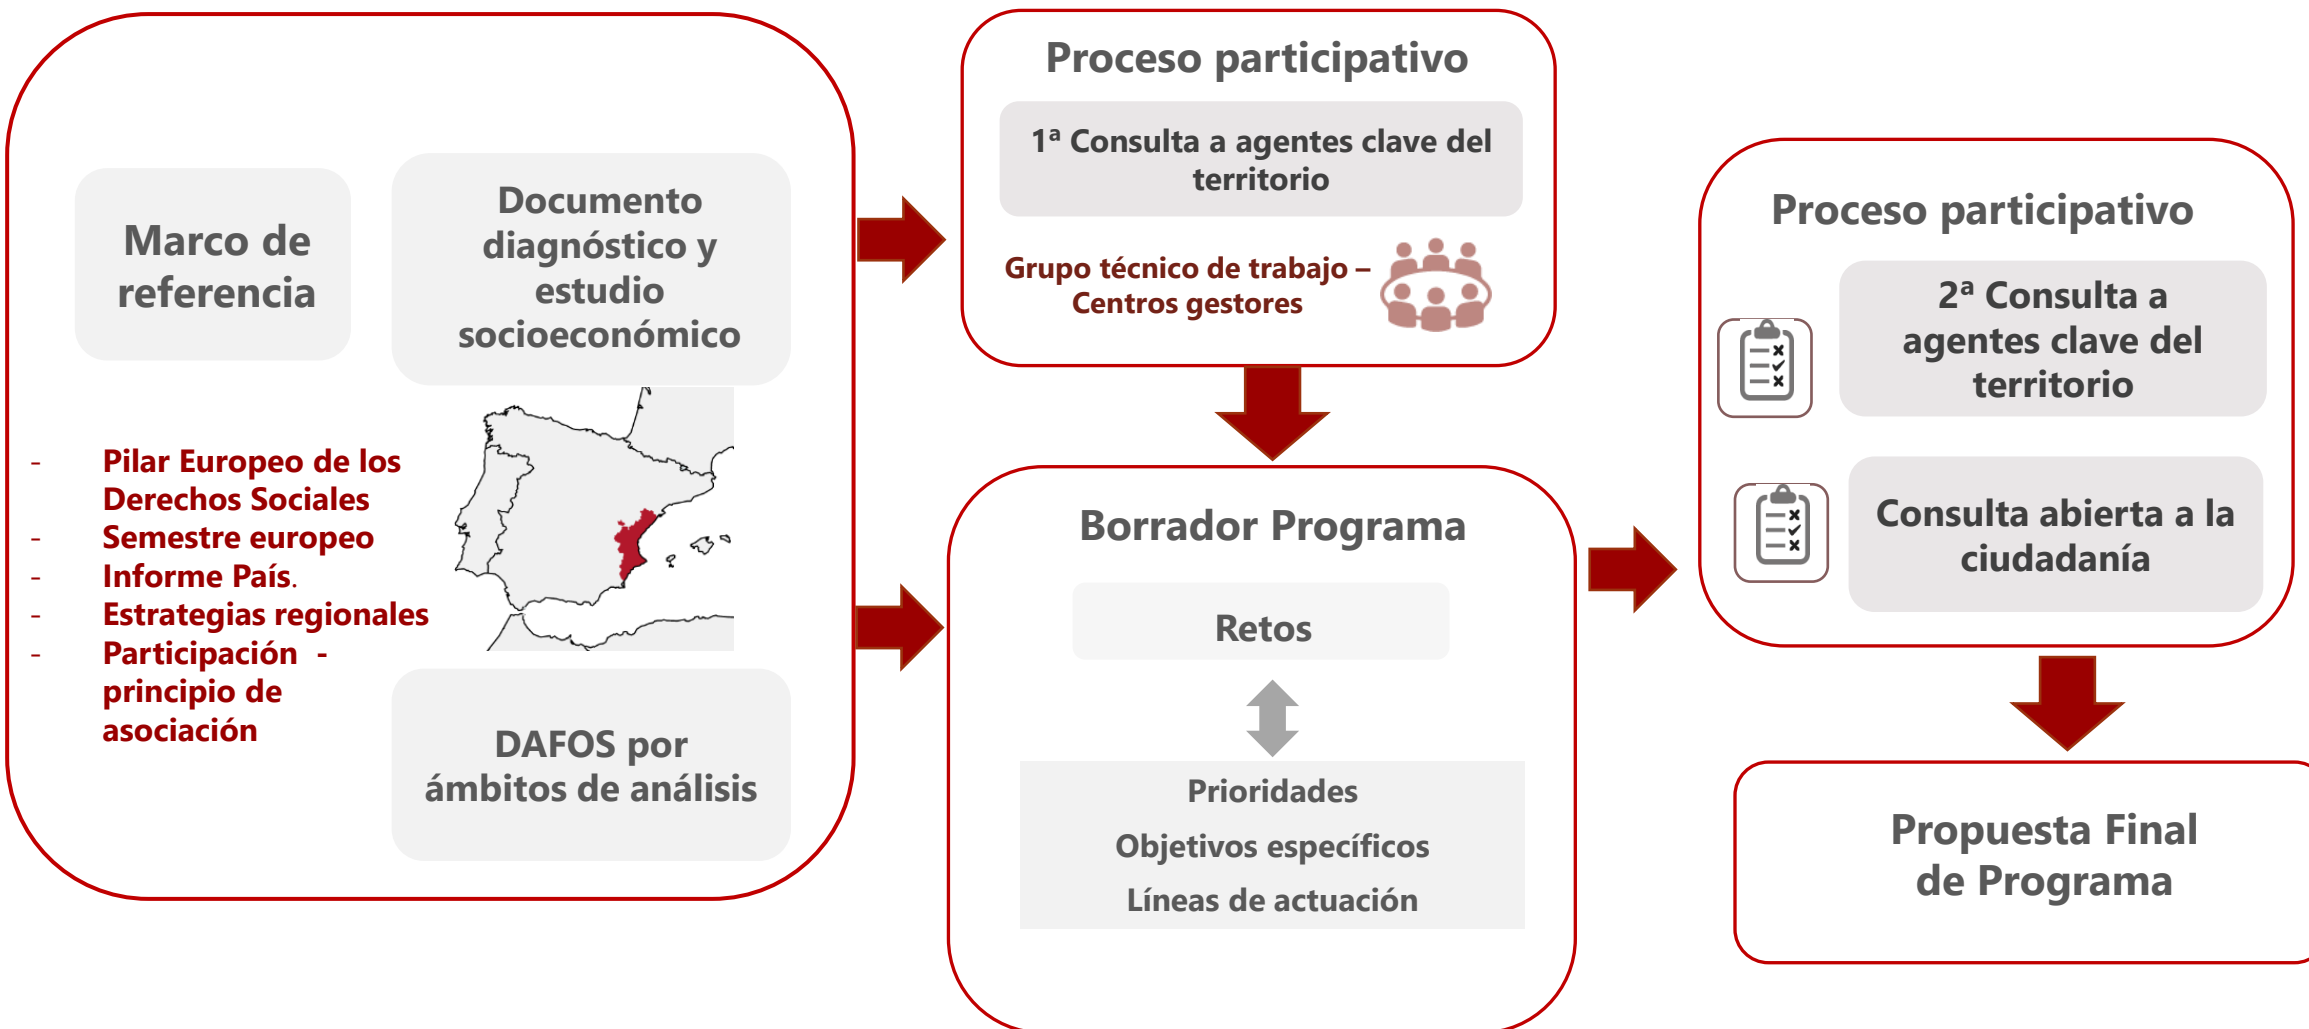 Marco de
referencia
Documento
diagnóstico y
estudio
socioeconómico
- Pilar Europeo de los
Derechos Sociales
- Semestre europeo
- Informe País.
- Estrategias regionales
- Participación -
principio de
asociación
DAFOS por
ámbitos de análisis
Proceso participativo
1ª Consulta a agentes clave del
territorio
Grupo técnico de trabajo –
Centros gestores
Borrador Programa
Retos
Prioridades
Objetivos específicos
Líneas de actuación
Proceso participativo
2ª Consulta a
agentes clave del
territorio
Consulta abierta a la
ciudadanía
Propuesta Final
de Programa